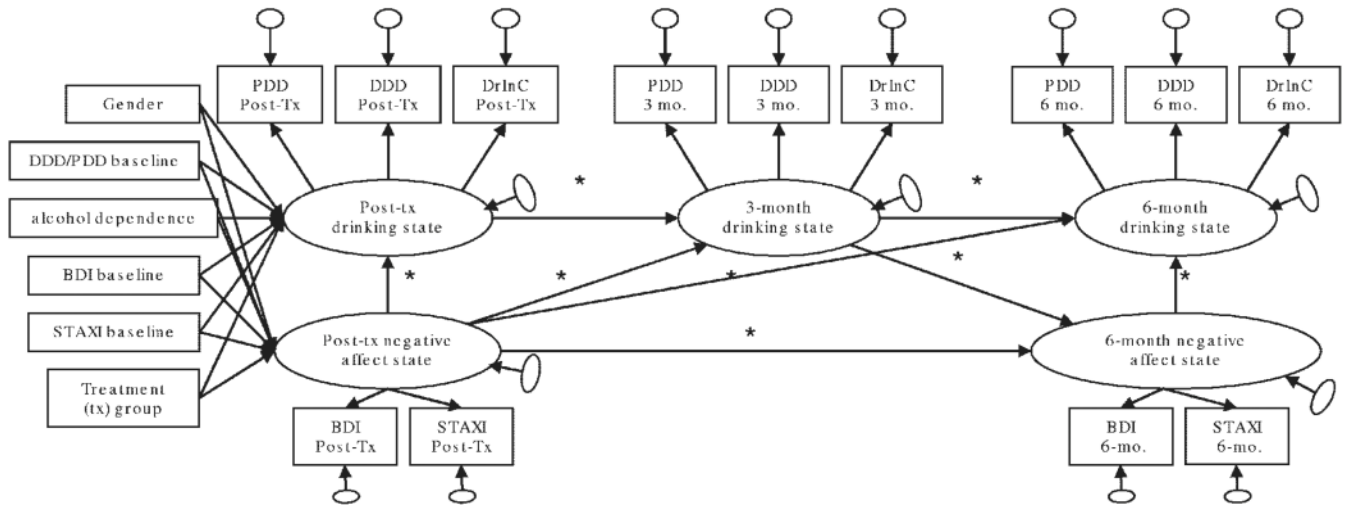 PDD
Post-Tx
DDD
Post-Tx
DrInC
Post-Tx
PDD
3 mo.
DDD
3 mo.
DrInC
3 mo.
PDD
6 mo.
DDD
6 mo.
DrInC
6 mo.
Gender
DDD/PDD baseline
alcohol dependence
BDI baseline
STAXI baseline
Treatment
(tx) group
Post-tx
drinking state
*
3-month
drinking state
*
6-month
drinking state
*
*
*
*
*
Post-tx negative
affect state
*
6-month negative
affect state
BDI
Post-Tx
STAXI
Post-Tx
BDI
6-mo.
STAXI
6-mo.